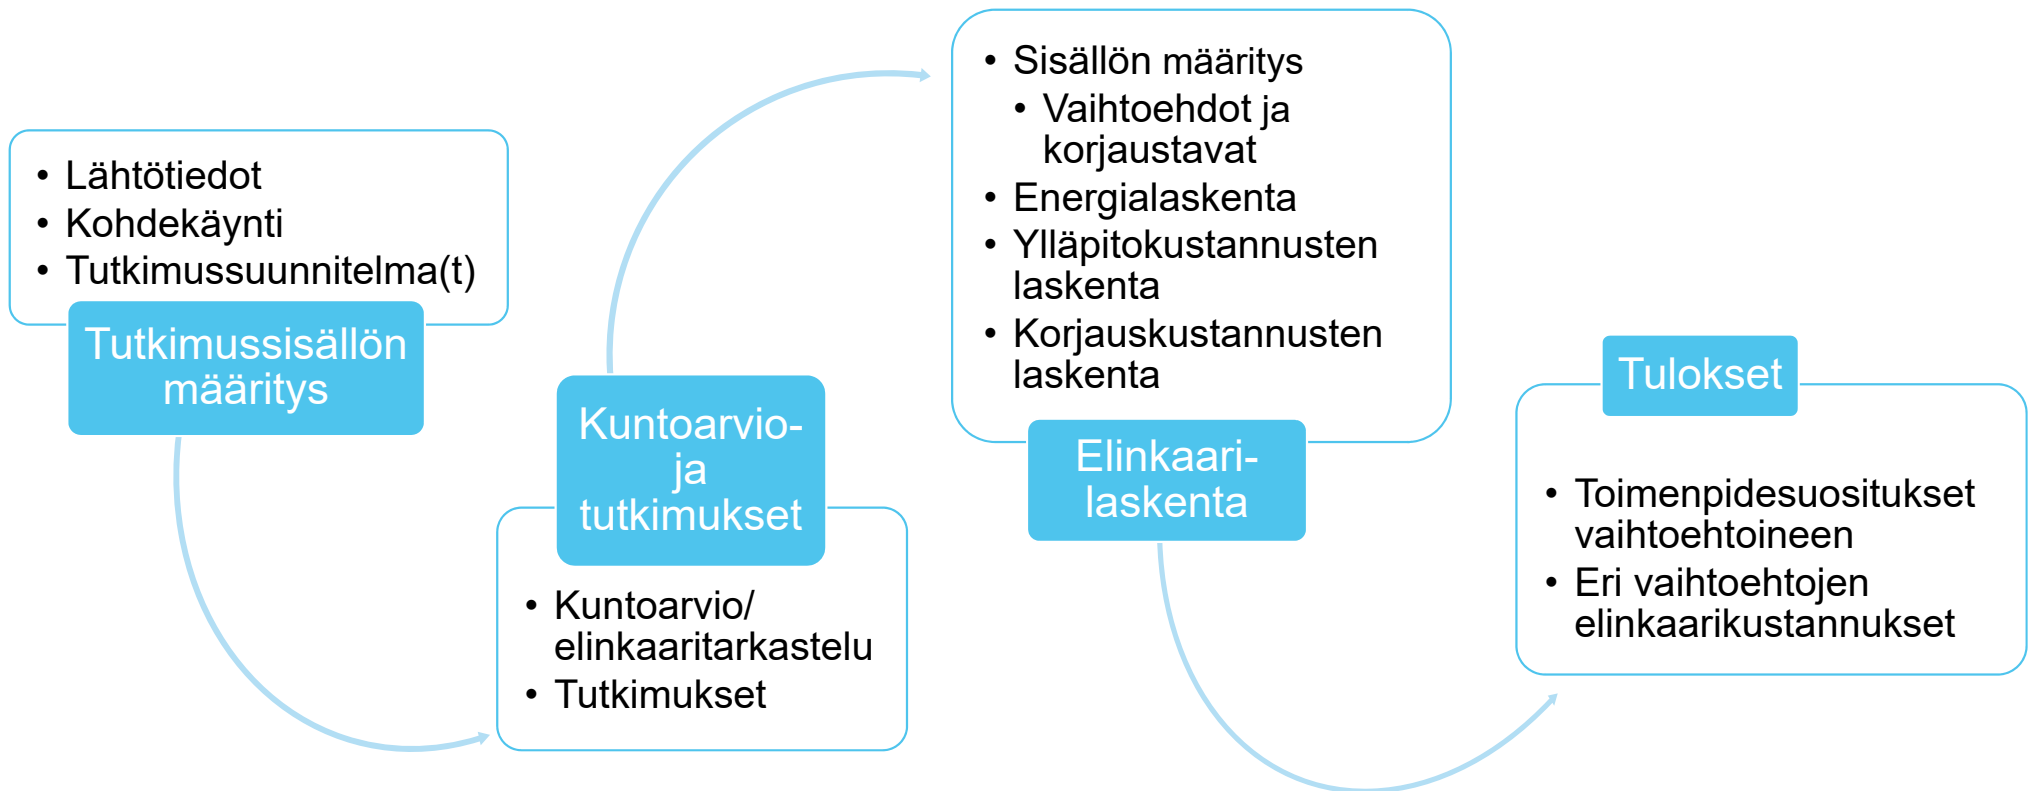 • Lähtötiedot
• Kohdekäynti
• Tutkimussuunnitelma(t)
Tutkimussisällön
määritys
Kuntoarvio-
ja
tutkimukset
• Kuntoarvio/
elinkaaritarkastelu
• Tutkimukset
• Sisällön määritys
• Vaihtoehdot ja
korjaustavat
• Energialaskenta
• Ylläpitokustannusten
laskenta
• Korjauskustannusten
laskenta
Elinkaari-
laskenta
Tulokset
• Toimenpidesuositukset
vaihtoehtoineen
• Eri vaihtoehtojen
elinkaarikustannukset